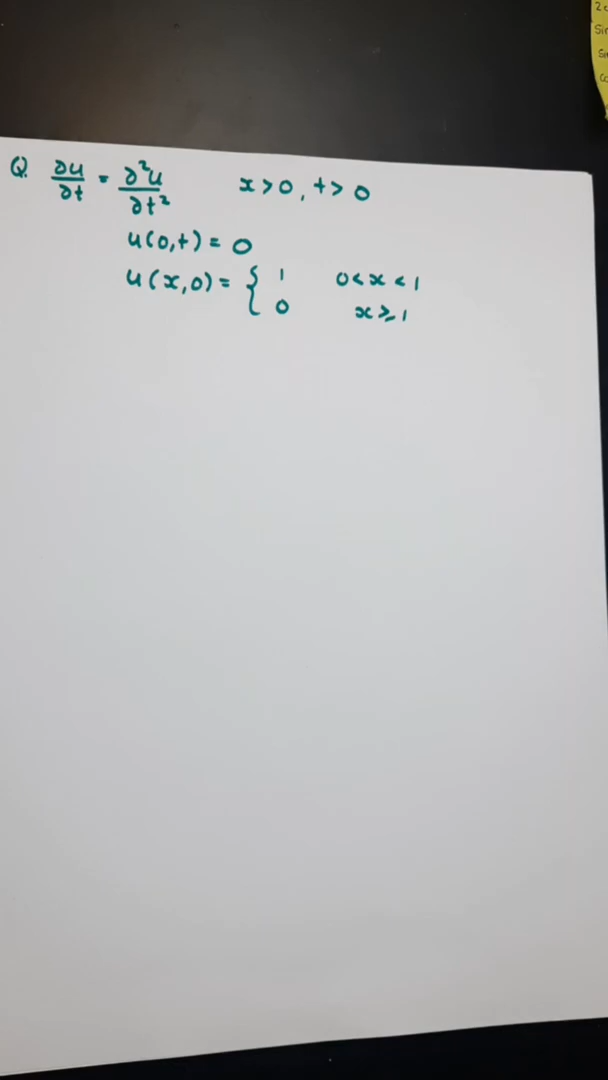 Q. ∂u/∂t = ∂²u/∂t² x>0, t>0
u(0,t) = 0
u(x,0) = { 1 0<x<1
0 x≥1